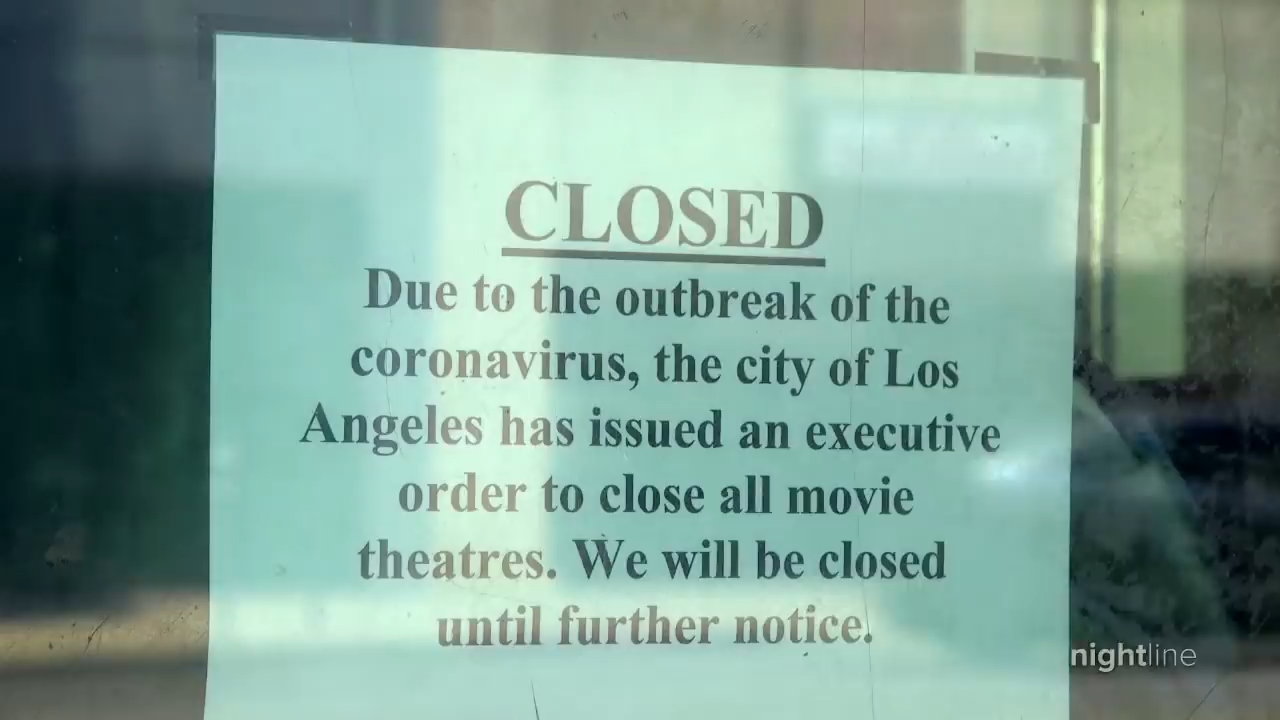 CLOSED
Due to the outbreak of the
coronavirus, the city of Los
Angeles has issued an executive
order to close all movie
theatres. We will be closed
until further notice.
nightline